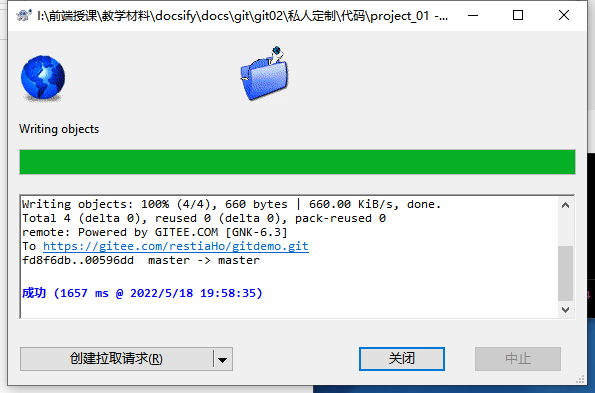 I:\前端授课\教学材料\docsify\docs\git\git02\私人定制\代码\project_01 -...
Writing objects
Writing objects: 100% (4/4), 660 bytes | 660.00 KiB/s, done.
Total 4 (delta 0), reused 0 (delta 0), pack-reused 0
remote: Powered by GITEE.COM [GNK-6.3]
To https://gitee.com/restiaHo/gitdemo.git
fd8f6db..00596dd  master -> master
成功 (1657 ms @ 2022/5/18 19:58:35)
创建拉取请求(R)
关闭
中止